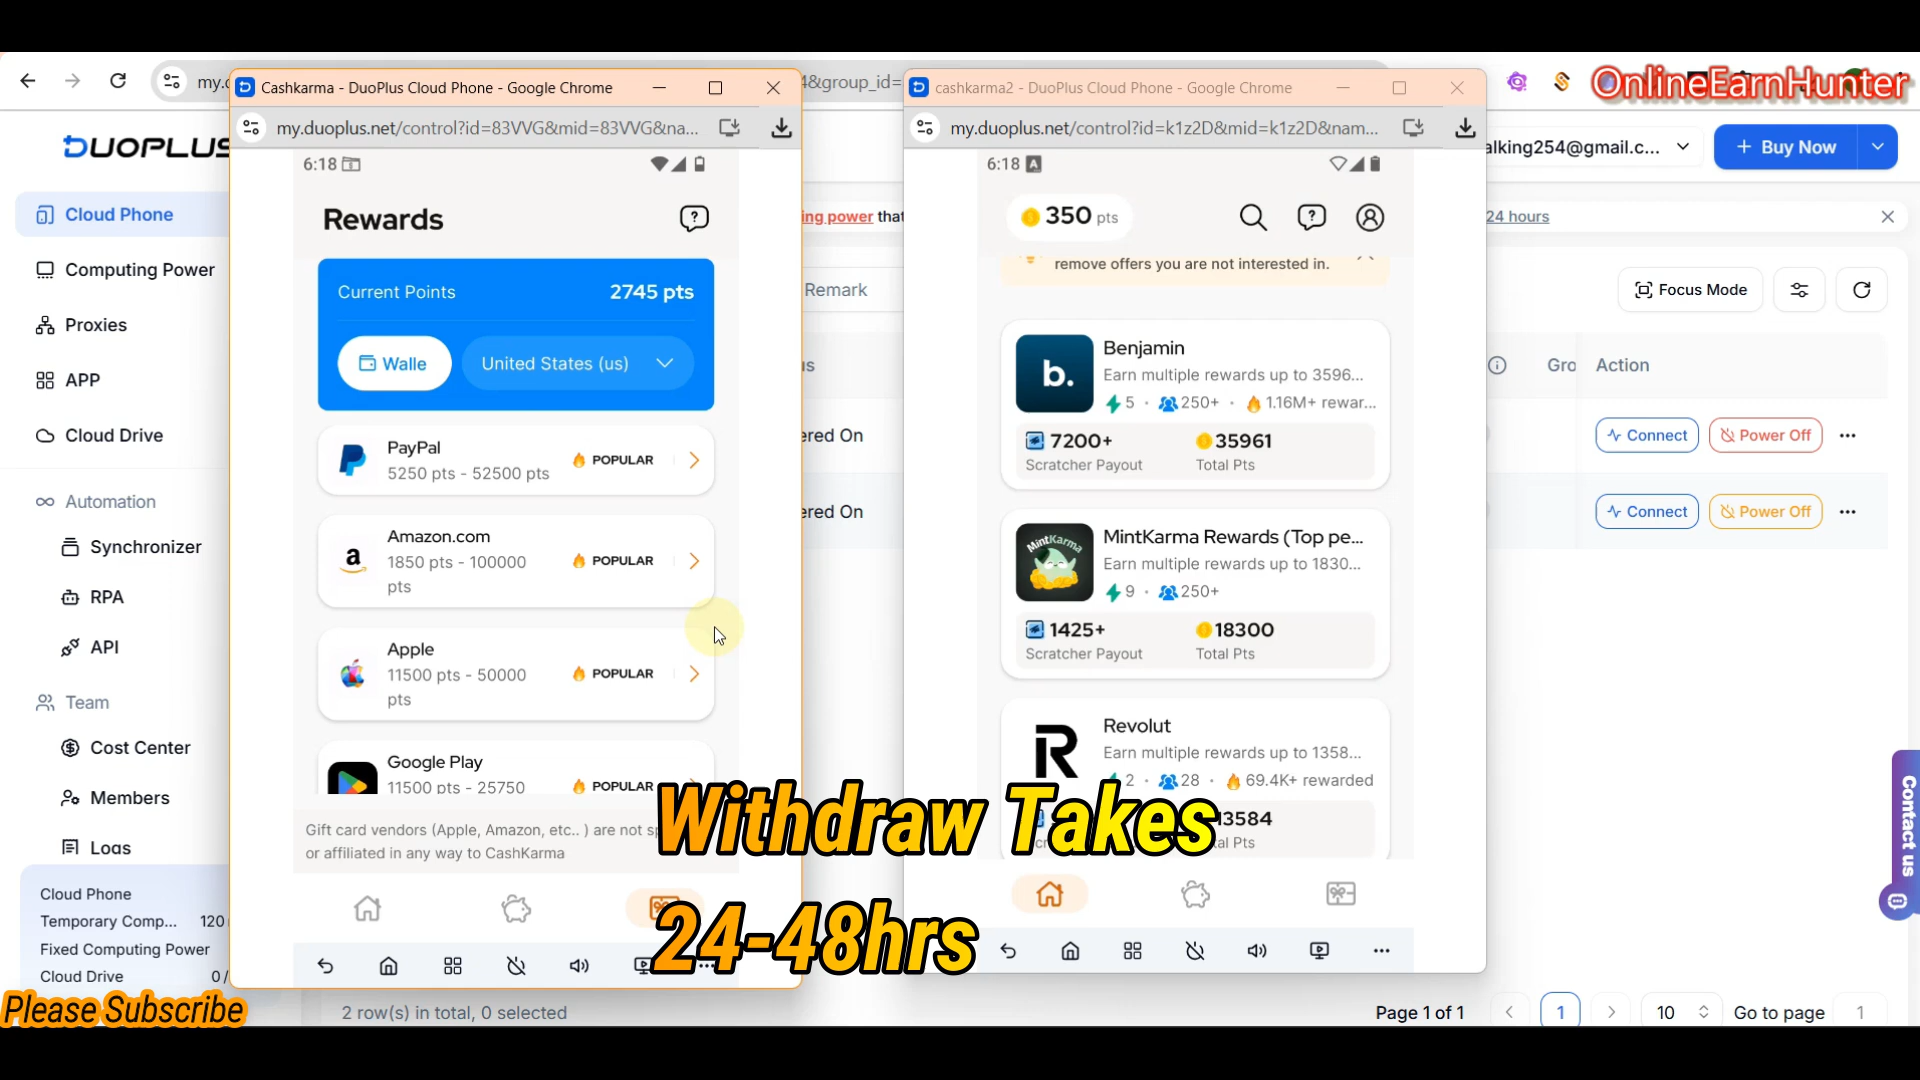 Cashkarma - DuoPlus Cloud Phone - Google Chrome
cashkarma2 - DuoPlus Cloud Phone - Google Chrome
OnlineEarnHunter
my.
4&group_id=
my.duoplus.net/control?id=83VVG&mid=83VVG&na...
my.duoplus.net/control?id=k1z2D&mid=k1z2D&nam...
DUOPLUS
alking254@gmail.c...
+ Buy Now
Cloud Phone
Computing Power
Proxies
APP
Cloud Drive
Automation
Synchronizer
RPA
API
Team
Cost Center
Members
Logs
Cloud Phone
Temporary Comp... 120
Fixed Computing Power
Cloud Drive 0 /
Please Subscribe
6:18
Rewards
Current Points 2745 pts
Walle
United States (us)
PayPal
5250 pts - 52500 pts
POPULAR
Amazon.com
1850 pts - 100000
pts
POPULAR
Apple
11500 pts - 50000
pts
POPULAR
Google Play
11500 pts - 25750
POPULAR
Gift card vendors (Apple, Amazon, etc.. ) are not
or affiliated in any way to CashKarma
ing power that
24 hours
Remark
Focus Mode
Gro
Action
ered On
Connect
Power Off
ered On
Connect
Power Off
6:18
350 pts
remove offers you are not interested in.
Benjamin
Earn multiple rewards up to 3596...
5 · 250+ · 1.16M+ rewar...
7200+
Scratcher Payout
35961
Total Pts
MintKarma
MintKarma Rewards (Top pe...
Earn multiple rewards up to 1830...
9 · 250+
1425+
Scratcher Payout
18300
Total Pts
Revolut
Earn multiple rewards up to 1358...
2 · 28 · 69.4K+ rewarded
13584
Withdraw Takes
24-48hrs
Contact us
2 row(s) in total, 0 selected
Page 1 of 1
1
10
Go to page
1